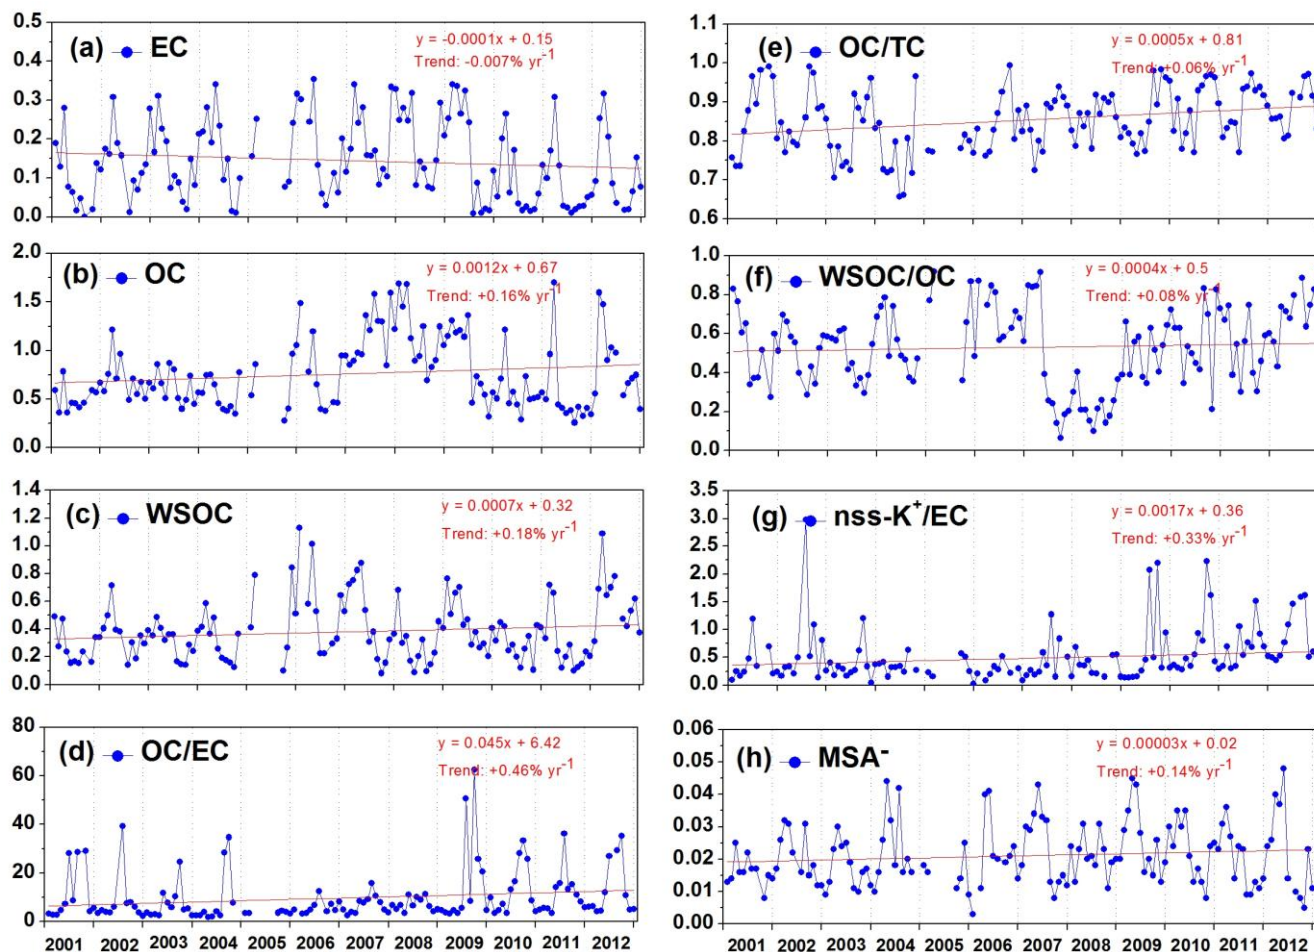 (a) EC
y = -0.0001x + 0.15
Trend: -0.007% yr-1
0.5
0.4
0.3
0.2
0.1
0.0
(b) OC
y = 0.0012x + 0.67
Trend: +0.16% yr-1
2.0
1.5
1.0
0.5
0.0
(c) WSOC
y = 0.0007x + 0.32
Trend: +0.18% yr-1
1.4
1.2
1.0
0.8
0.6
0.4
0.2
0.0
(d) OC/EC
y = 0.045x + 6.42
Trend: +0.46% yr-1
80
60
40
20
0
2001 2002 2003 2004 2005 2006 2007 2008 2009 2010 2011 2012
(e) OC/TC
y = 0.0005x + 0.81
Trend: +0.06% yr-1
1.1
1.0
0.9
0.8
0.7
0.6
(f) WSOC/OC
y = 0.0004x + 0.5
Trend: +0.08% yr-1
1.0
0.8
0.6
0.4
0.2
0.0
(g) nss-K+/EC
y = 0.0017x + 0.36
Trend: +0.33% yr-1
3.5
3.0
2.5
2.0
1.5
1.0
0.5
0.0
(h) MSA-
y = 0.00003x + 0.02
Trend: +0.14% yr-1
0.06
0.05
0.04
0.03
0.02
0.01
0.00
2001 2002 2003 2004 2005 2006 2007 2008 2009 2010 2011 2012